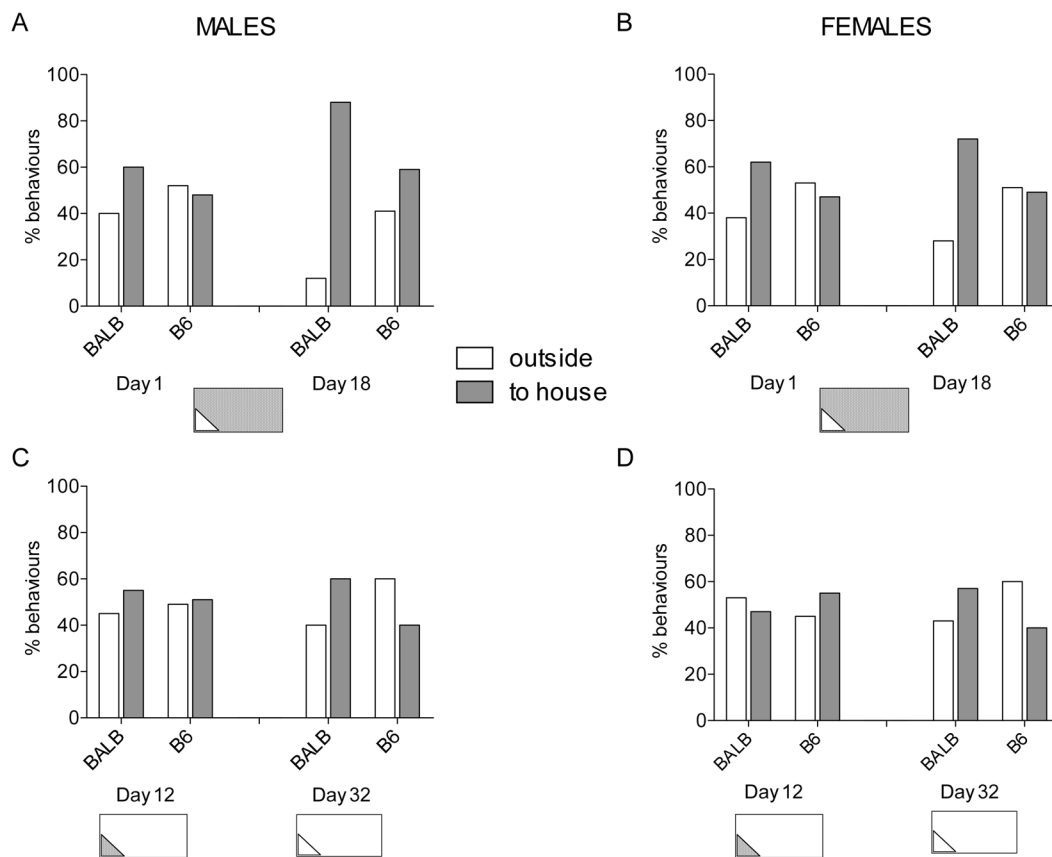 A
MALES
B
FEMALES
100
80
60
40
20
0
% behaviours
BALB
B6
BALB
B6
Day 1
Day 18
100
80
60
40
20
0
% behaviours
BALB
B6
BALB
B6
Day 1
Day 18
outside
to house
C
100
80
60
40
20
0
% behaviours
BALB
B6
BALB
B6
Day 12
Day 32
D
100
80
60
40
20
0
% behaviours
BALB
B6
BALB
B6
Day 12
Day 32